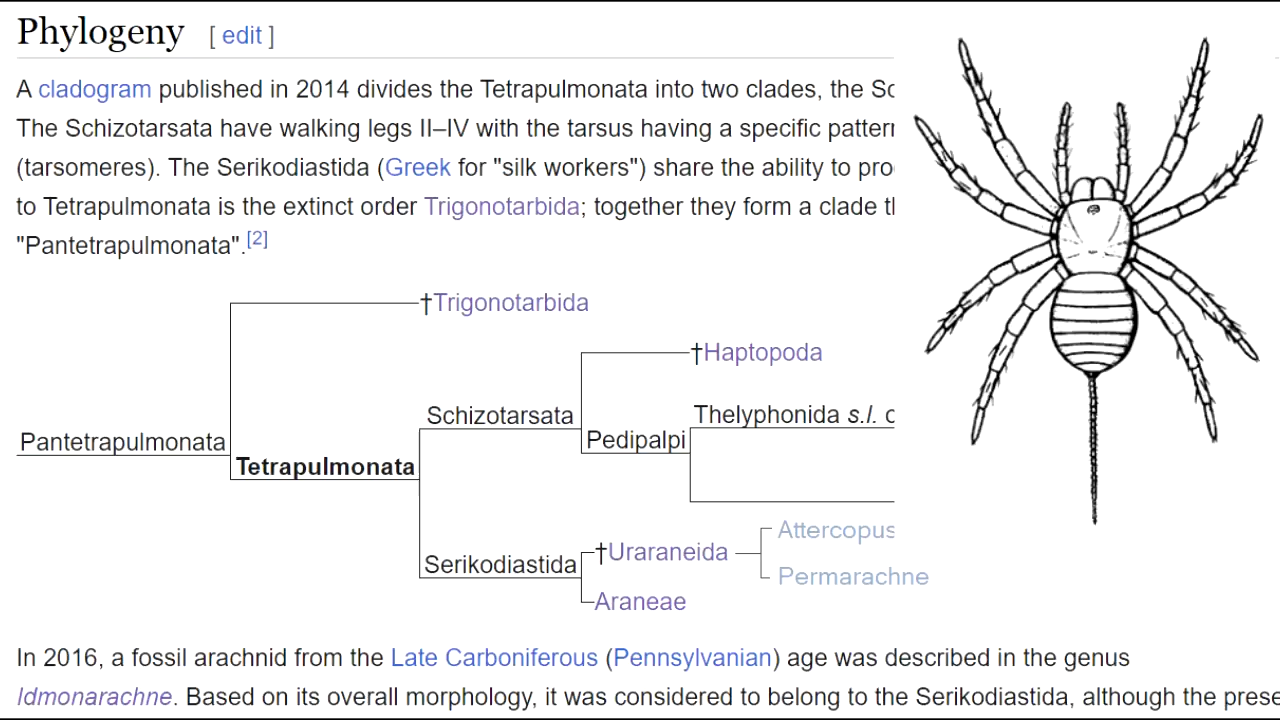 Phylogeny [ edit ]
A cladogram published in 2014 divides the Tetrapulmonata into two clades, the Sc
The Schizotarsata have walking legs II–IV with the tarsus having a specific patter
(tarsomeres). The Serikodiastida (Greek for "silk workers") share the ability to pro
to Tetrapulmonata is the extinct order Trigonotarbida; together they form a clade tl
"Pantetrapulmonata".[2]
†Trigonotarbida
†Haptopoda
Schizotarsata
Thelyphonida s.l. c
Pantetrapulmonata
Pedipalpi
Tetrapulmonata
Attercopus
†Uraraneida
Serikodiastida
Permarachne
Araneae
In 2016, a fossil arachnid from the Late Carboniferous (Pennsylvanian) age was described in the genus
Idmonarachne. Based on its overall morphology, it was considered to belong to the Serikodiastida, although the prese